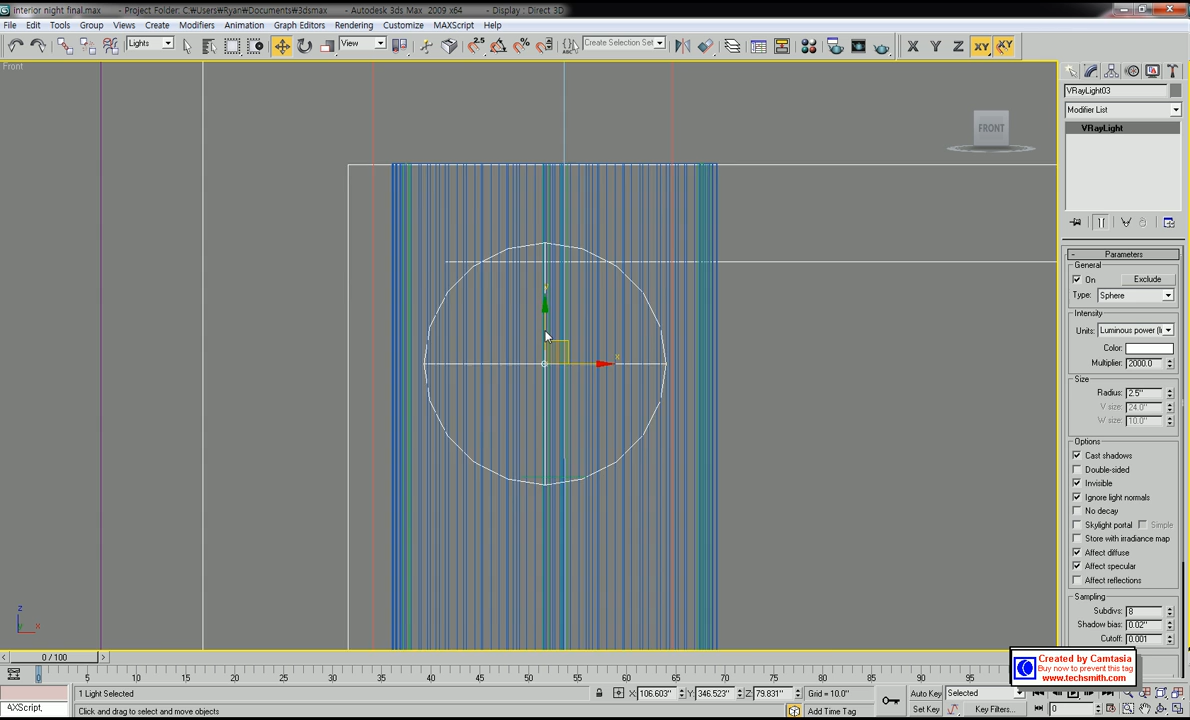 interior night final.max - Project Folder: C:\Users\Ryan\Documents\3dsmax - Autodesk 3ds Max 2009 x64 - Display : Direct 3D
File Edit Tools Group Views Create Modifiers Animation Graph Editors Rendering Customize MAXScript Help
Lights View 2.5 Create Selection Set X Y Z XY XY
Front
FRONT
y
x
z
x
VRayLight03
Modifier List
VRayLight
- Parameters
General
On Exclude
Type: Sphere
Intensity
Units: Luminous power (l
Color:
Multiplier: 2000.0
Size
Radius: 2.5"
V size: 24.0"
W size: 10.0"
Options
Cast shadows
Double-sided
Invisible
Ignore light normals
No decay
Skylight portal Simple
Store with irradiance map
Affect diffuse
Affect specular
Affect reflections
Sampling
Subdivs: 8
Shadow bias: 0.02"
Cutoff: 0.001
Created by Camtasia
Buy now to prevent this tag
www.techsmith.com
< 0 / 100 >
0 5 10 15 20 25 30 35 40 45 50 55 60 65 70 75 80 85 90 95
1 Light Selected X: 106.603" Y: 346.523" Z: 79.831" Grid = 10.0" Auto Key Selected
AXScript, Click and drag to select and move objects Add Time Tag Set Key Key Filters... 0